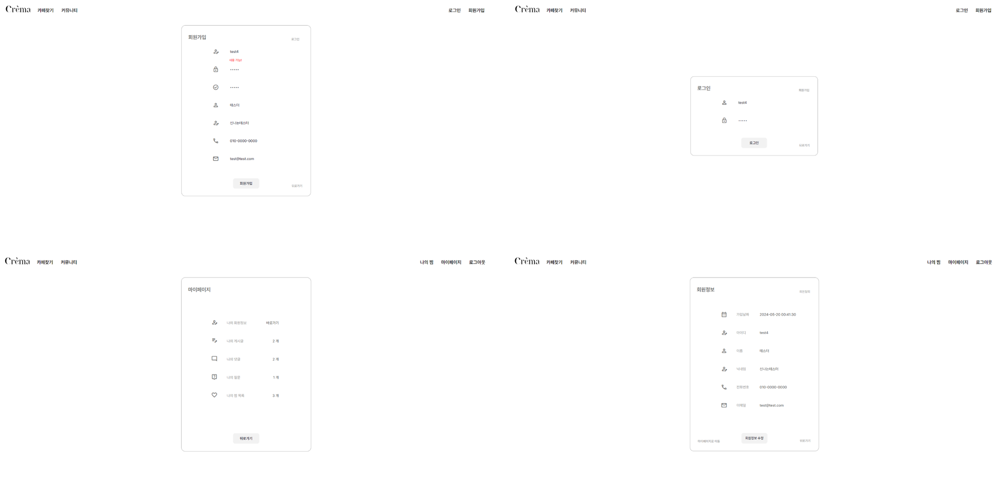 Crèma 카페찾기 커뮤니티 로그인 회원가입
회원가입
로그인
test4
사용 가능!
•••••
•••••
테스터
신나는테스터
010-0000-0000
test@test.com
회원가입
뒤로가기
Crèma 카페찾기 커뮤니티 로그인 회원가입
로그인
회원가입
test4
•••••
로그인
뒤로가기
Crèma 카페찾기 커뮤니티 나의 찜 마이페이지 로그아웃
마이페이지
나의 회원정보 바로가기
나의 게시글 2 개
나의 댓글 2 개
나의 질문 1 개
나의 찜 목록 3 개
뒤로가기
Crèma 카페찾기 커뮤니티 나의 찜 마이페이지 로그아웃
회원정보
회원탈퇴
가입날짜 2024-05-20 00:41:30
아이디 test4
이름 테스터
닉네임 신나는테스터
전화번호 010-0000-0000
이메일 test@test.com
마이페이지로 이동 회원정보 수정 뒤로가기